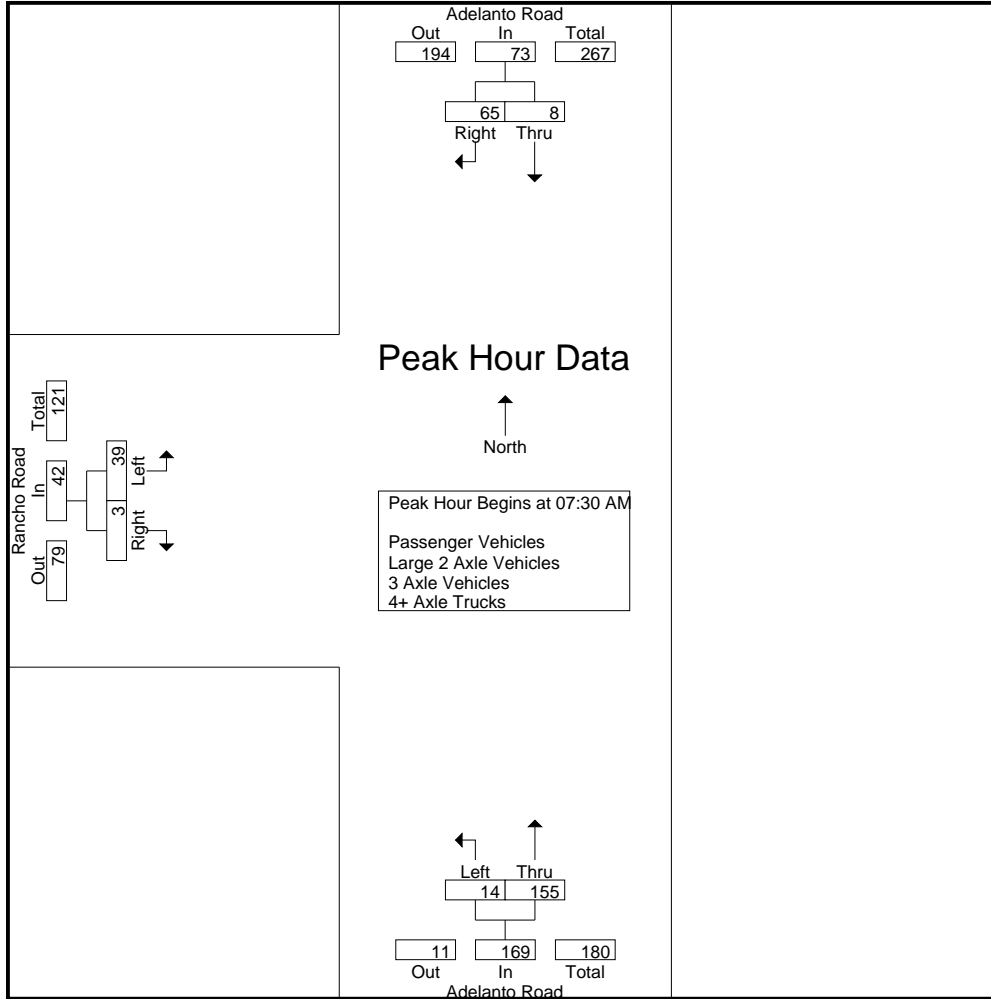 Adelanto Road
Out In Total
194 73 267
65 8
Right Thru
Peak Hour Data
North
Peak Hour Begins at 07:30 AM
Passenger Vehicles
Large 2 Axle Vehicles
3 Axle Vehicles
4+ Axle Trucks
Rancho Road
Out In Total
79 42 121
3 39
Right Left
Left Thru
14 155
11 169 180
Out In Total
Adelanto Road